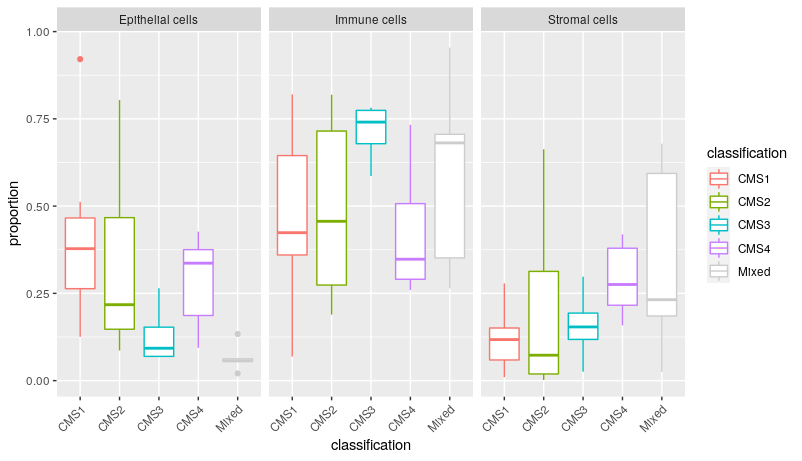 Epithelial cells
Immune cells
Stromal cells
1.00
0.75
0.50
0.25
0.00
proportion
CMS1
CMS2
CMS3
CMS4
Mixed
CMS1
CMS2
CMS3
CMS4
Mixed
CMS1
CMS2
CMS3
CMS4
Mixed
classification
classification
CMS1
CMS2
CMS3
CMS4
Mixed